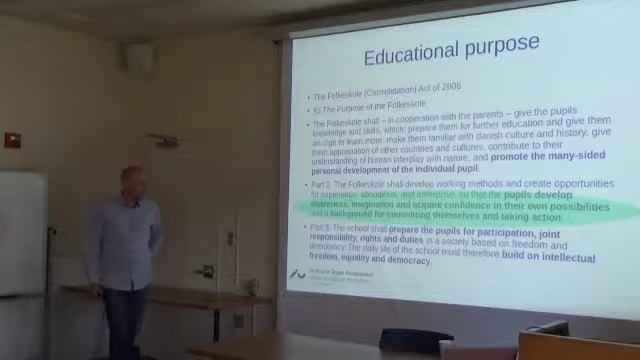 Educational purpose
• The Folkeskole (Consolidation) Act of 2006
• §1 The Purpose of the Folkeskole
• The Folkeskole shall – in cooperation with the parents – give the pupils
knowledge and skills, which: prepare them for further education and give them
an urge to learn more, make them familiar with danish culture and history, give
them appreciation of other countries and cultures, contribute to their
understanding of human interplay with nature, and promote the many-sided
personal development of the individual pupil.
• Part 2. The Folkeskole shall develop working methods and create opportunities
for experience, absorption, and enterprise, so that the pupils develop
awareness, imagination and acquire confidence in their own possibilities
and a background for committing themselves and taking action.
• Part 3. The school shall prepare the pupils for participation, joint
responsibility, rights and duties in a society based on freedom and
democracy. The daily life of the school must therefore build on intellectual
freedom, equality and democracy.